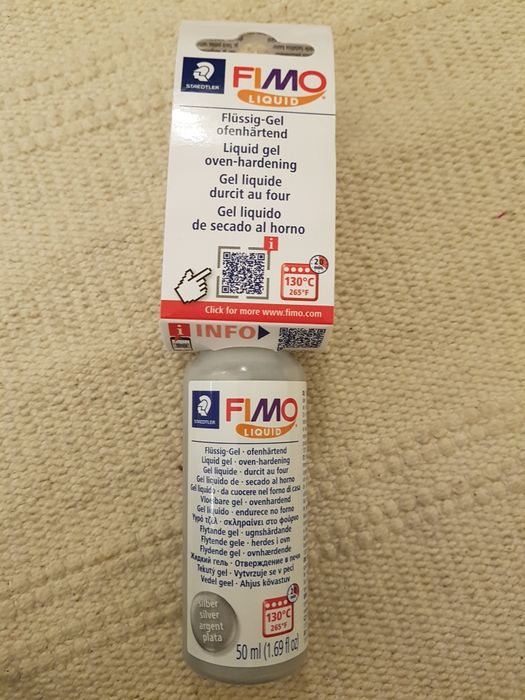 STAEDTLER
FIMO
LIQUID
Flüssig-Gel
ofenhärtend
Liquid gel
oven-hardening
Gel liquide
durcit au four
Gel liquido
de secado al horno
i
20
min.
130°C
265°F
Click for more www.fimo.com
i INFO
STAEDTLER
FIMO
LIQUID
Flüssig-Gel · ofenhärtend
Liquid gel · oven-hardening
Gel liquide · durcit au four
Gel liquido de · secado al horno
Gel liquido · da cuocere nel forno di casa
Vloeibare gel · ovenhardend
Gel líquido · endurece no forno
Υγρό τζελ · σκληραίνει στο φούρνο
Flytande gel · ugnshärdande
Flytende gele · herdes i ovn
Flydende gel · ovnhærdende
Жидкий гель · Отверждение в печи
Tekutý gel · Vytvrzuje se v peci
Vedel geel · Ahjus kõvastuv
silber
silver
argent
plata
130°C
265°F
50 ml (1.69 fl oz)